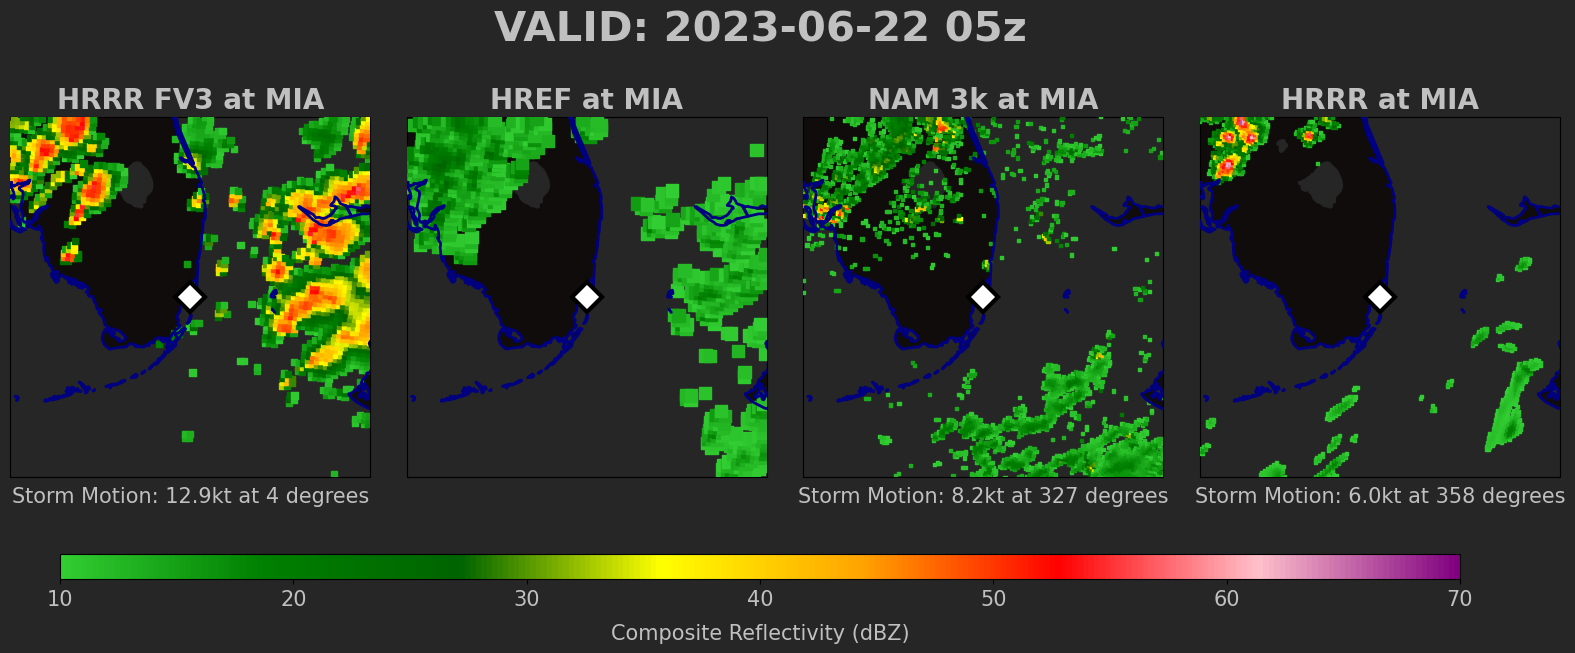 VALID: 2023-06-22 05z
HRRR FV3 at MIA
HREF at MIA
NAM 3k at MIA
HRRR at MIA
Storm Motion: 12.9kt at 4 degrees
Storm Motion: 8.2kt at 327 degrees
Storm Motion: 6.0kt at 358 degrees
10 20 30 40 50 60 70
Composite Reflectivity (dBZ)